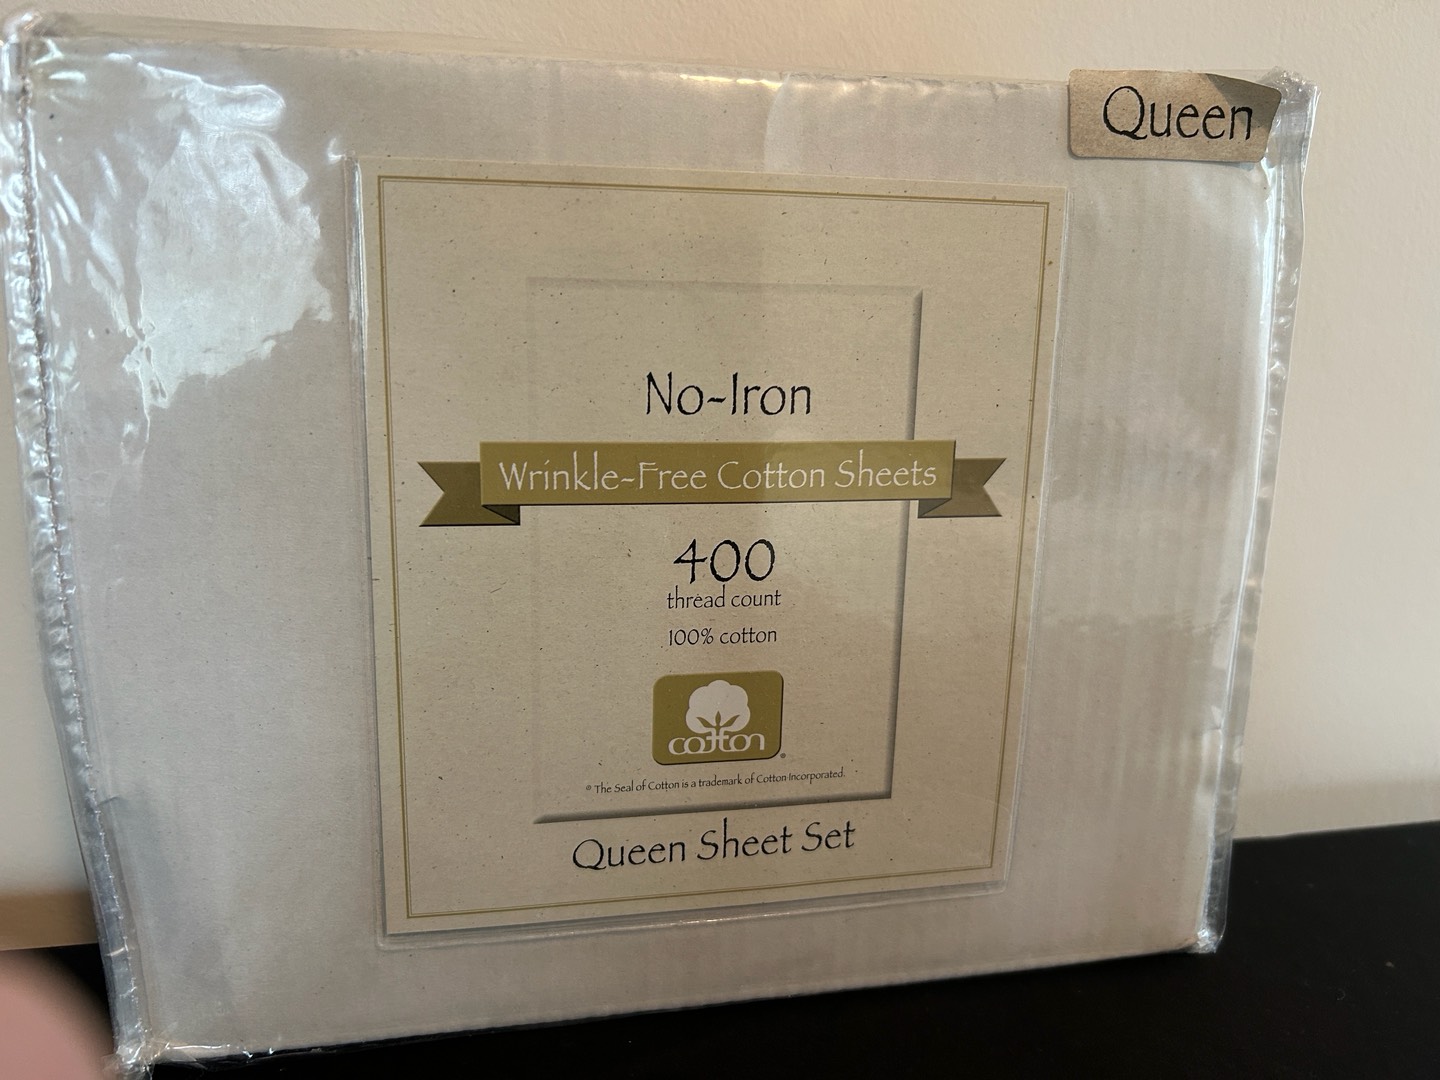 Queen
No-Iron
Wrinkle-Free Cotton Sheets
400
thread count
100% cotton
cotton
®
® The Seal of Cotton is a trademark of Cotton Incorporated.
Queen Sheet Set